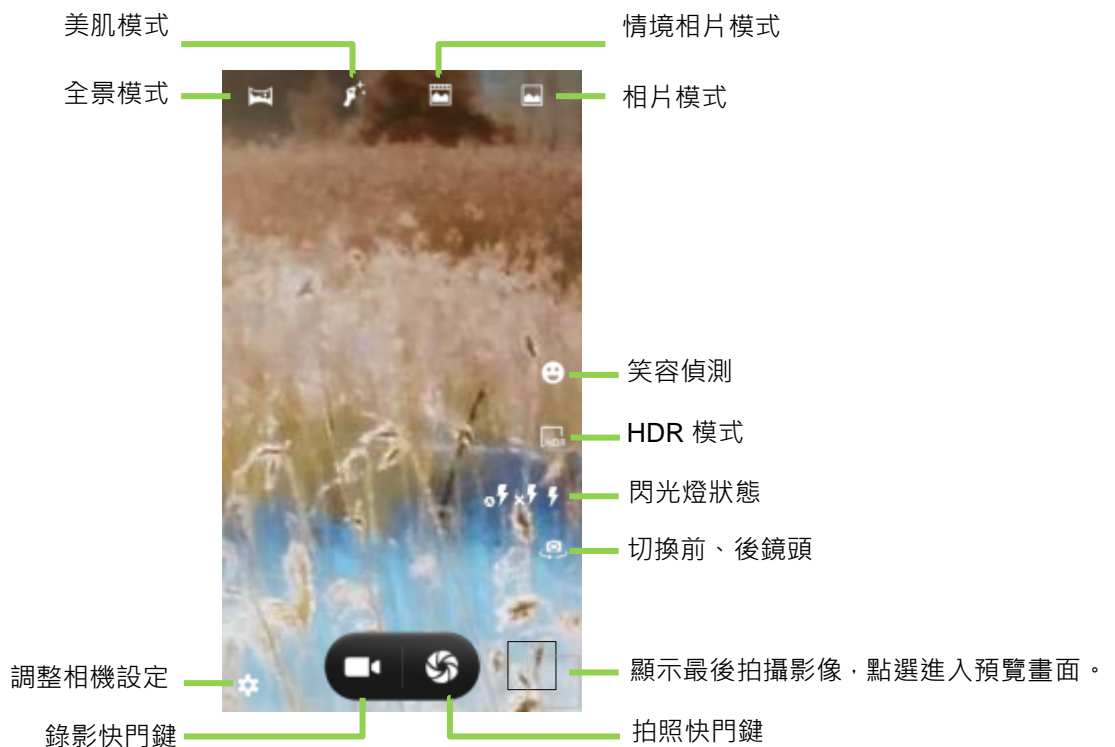 美肌模式
情境相片模式
全景模式
相片模式
笑容偵測
HDR
HDR 模式
閃光燈狀態
切換前、後鏡頭
調整相機設定
顯示最後拍攝影像，點選進入預覽畫面。
錄影快門鍵
拍照快門鍵